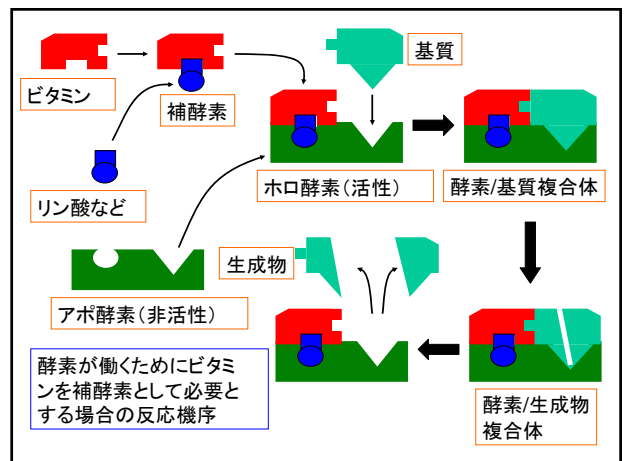 ビタミン
補酵素
基質
リン酸など
ホロ酵素(活性)
酵素/基質複合体
アポ酵素(非活性)
生成物
酵素/生成物
複合体
酵素が働くためにビタミ
ンを補酵素として必要と
する場合の反応機序